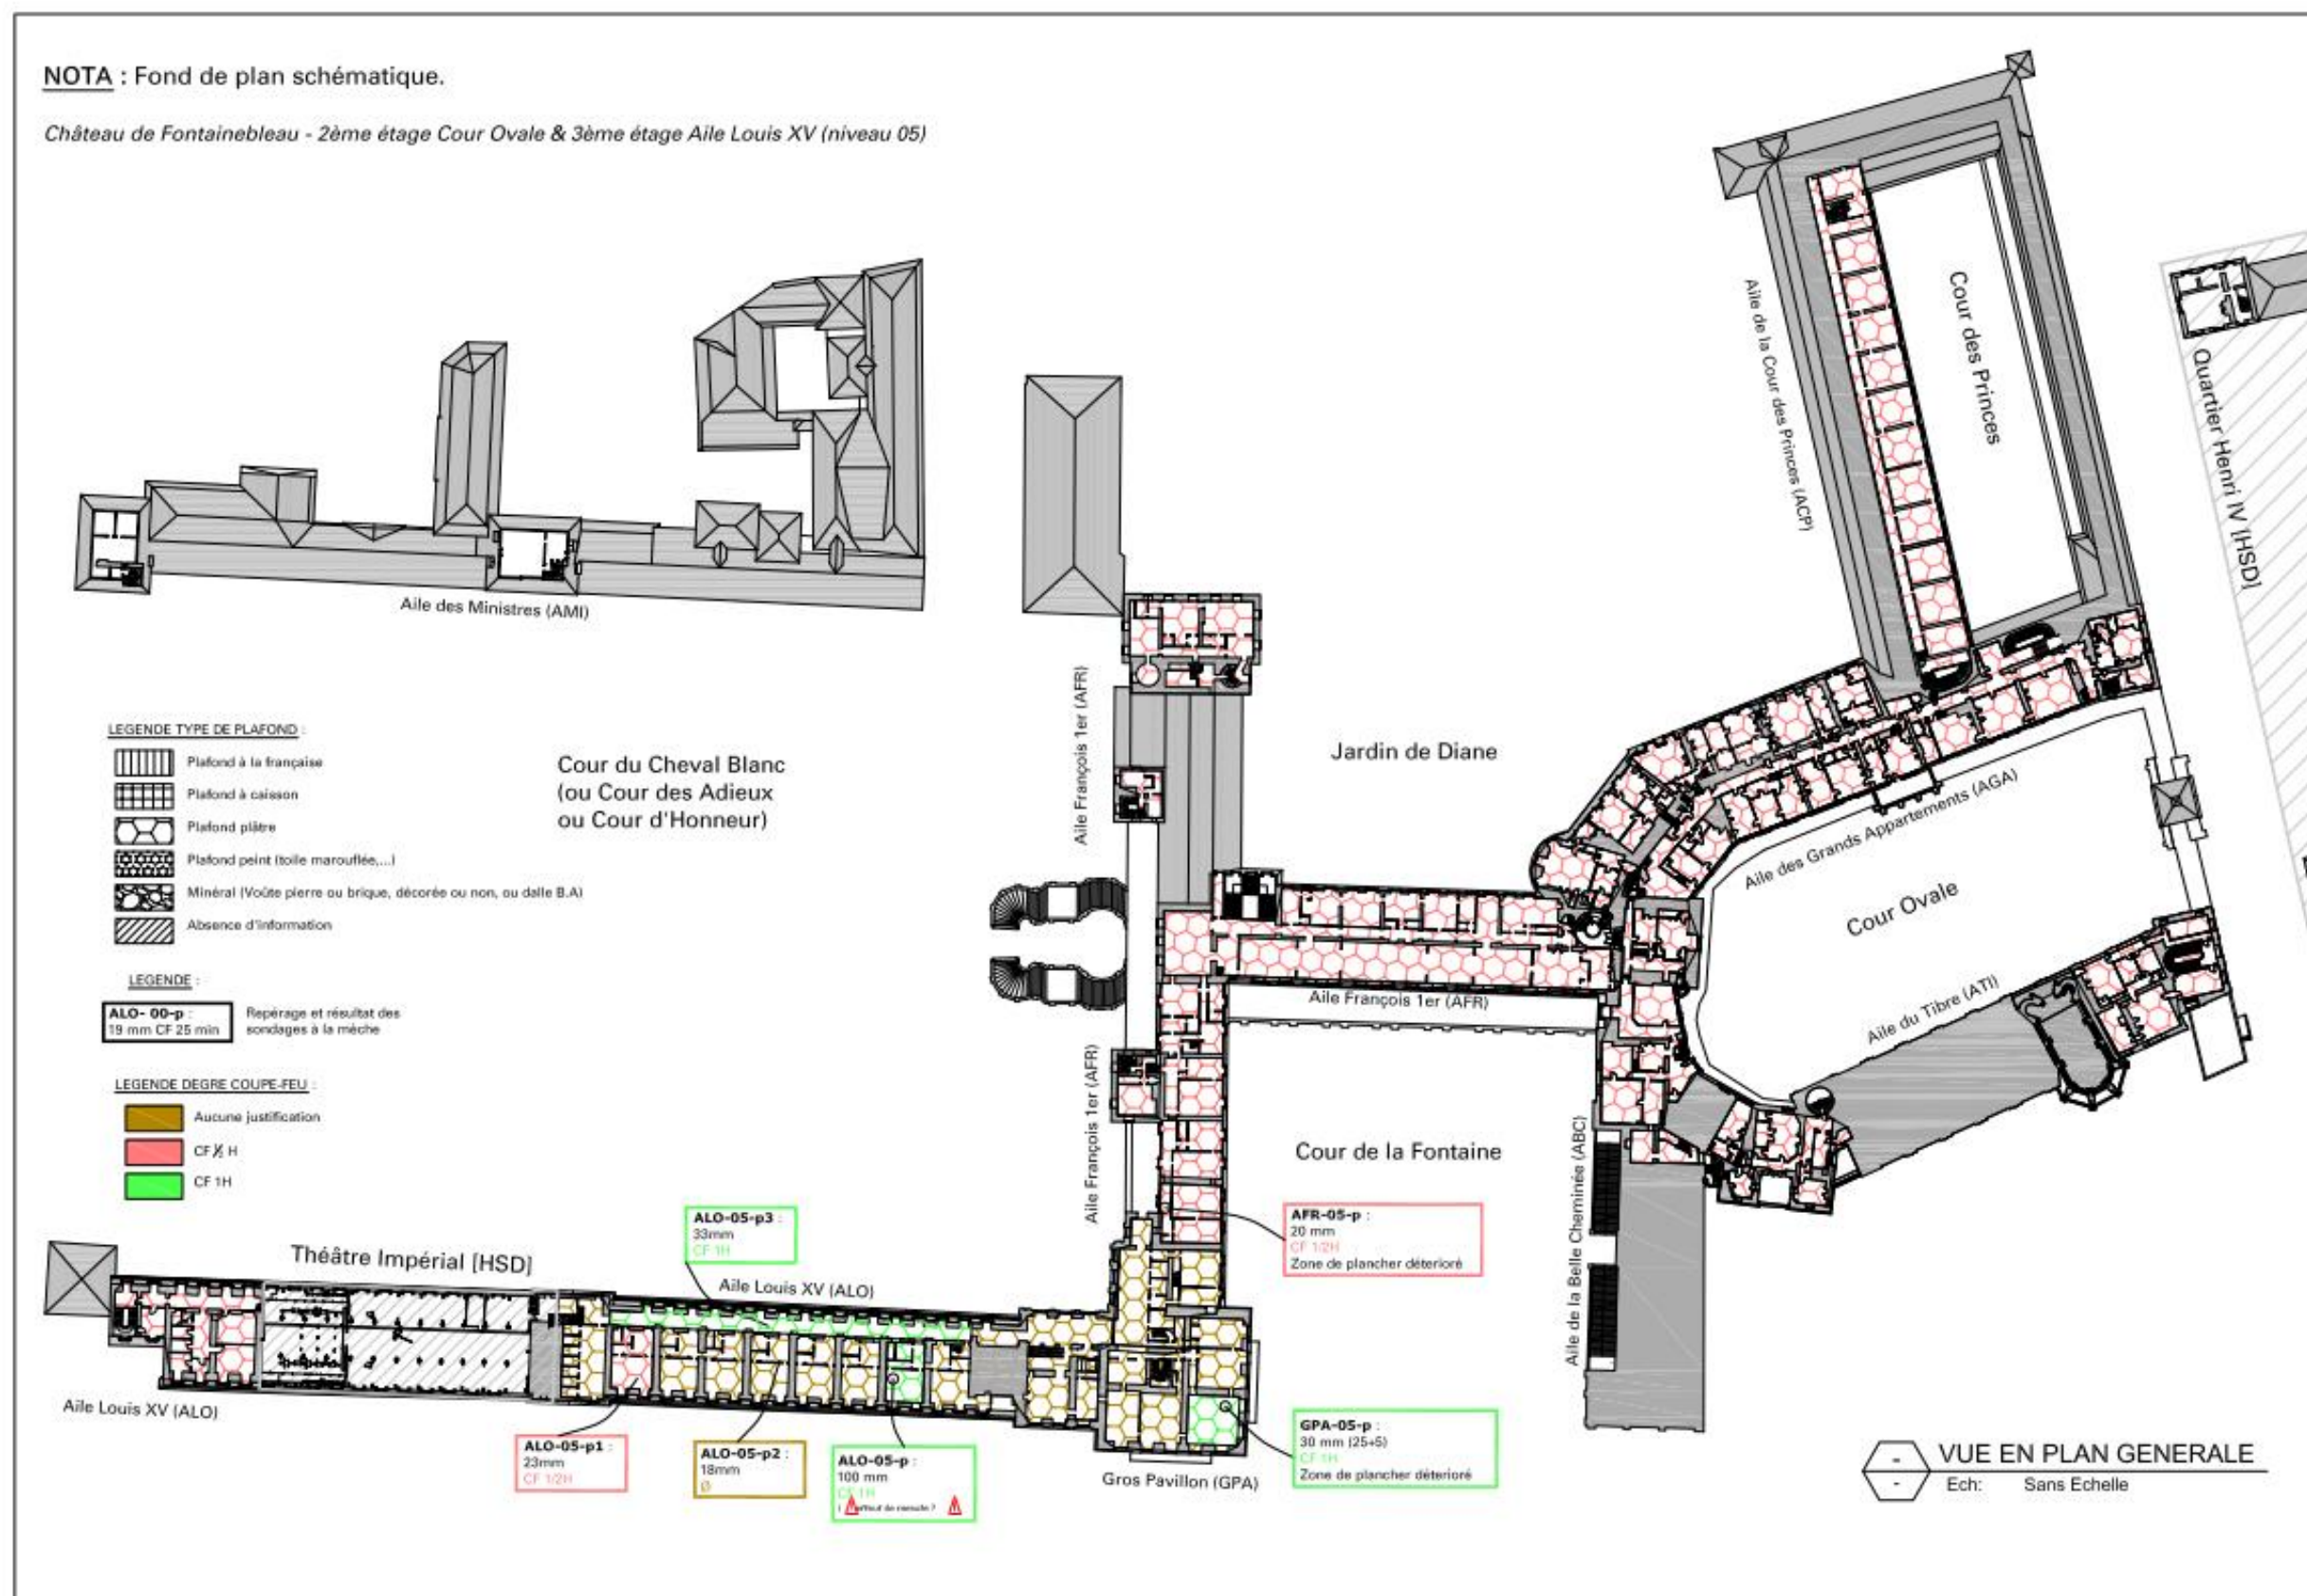 NOTA : Fond de plan schématique.
Château de Fontainebleau - 2ème étage Cour Ovale & 3ème étage Aile Louis XV (niveau 05)
Aile des Ministres (AMI)
Aile de la Cour des Princes (ACP)
Cour des Princes
Quartier Henri IV [HSD]
LEGENDE TYPE DE PLAFOND :
Plafond à la française
Plafond à caisson
Plafond plâtre
Plafond peint (toile marouflée,...)
Minéral (Voûte pierre ou brique, décorée ou non, ou dalle B.A)
Absence d'information
Cour du Cheval Blanc
(ou Cour des Adieux
ou Cour d'Honneur)
Aile François 1er (AFR)
Jardin de Diane
Aile des Grands Appartements (AGA)
Cour Ovale
Aile François 1er (AFR)
Aile du Tibre (ATI)
LEGENDE :
ALO- 00-p :
19 mm CF 25 min
Repérage et résultat des
sondages à la mèche
LEGENDE DEGRE COUPE-FEU :
Aucune justification
CF ½ H
CF 1H
Aile François 1er (AFR)
Cour de la Fontaine
Aile de la Belle Cheminée (ABC)
ALO-05-p3 :
33mm
CF 1H
AFR-05-p :
20 mm
CF 1/2H
Zone de plancher déterioré
Théâtre Impérial [HSD]
Aile Louis XV (ALO)
Aile Louis XV (ALO)
ALO-05-p1 :
23mm
CF 1/2H
ALO-05-p2 :
18mm
Ø
ALO-05-p :
100 mm
CF 1H
de mesure ?
GPA-05-p :
30 mm (25+5)
CF 1H
Zone de plancher déterioré
Gros Pavillon (GPA)
VUE EN PLAN GENERALE
Ech: Sans Echelle